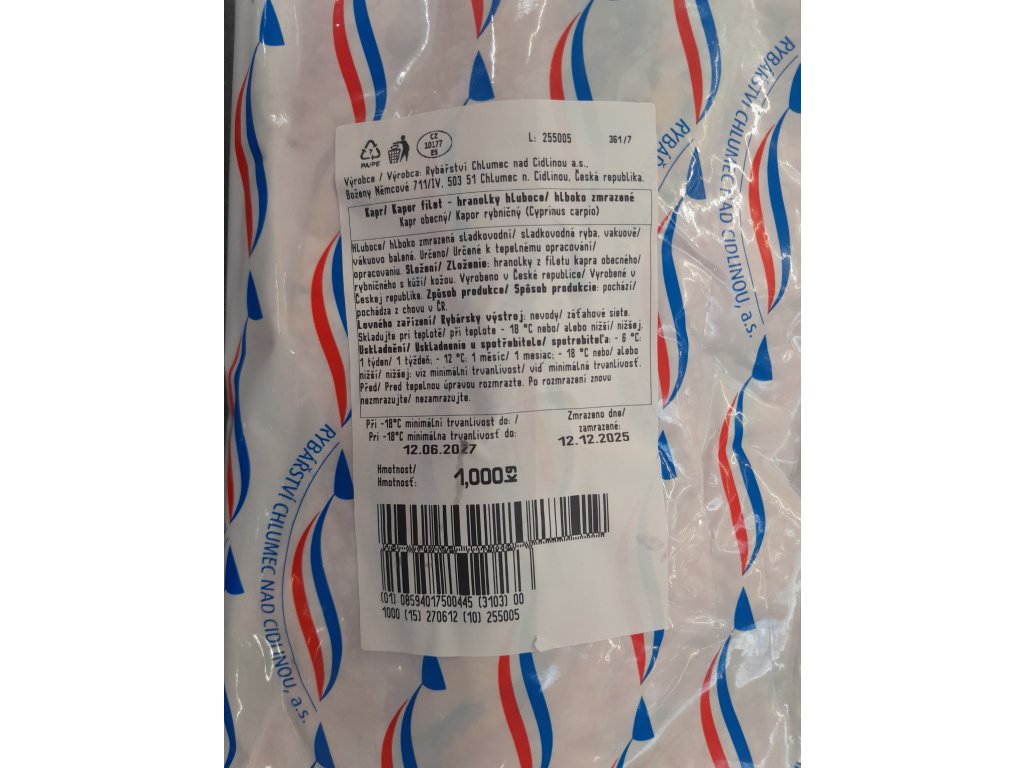 PA/PE
CZ
10177
ES
L: 255005
361/7
Výrobce / Výrobca: Rybářství Chlumec nad Cidlinou a.s.,
Boženy Němcové 711/IV, 503 51 Chlumec n. Cidlinou, Česká republika.
Kapr/ Kapor filet - hranolky hluboce/ hlboko zmrazené
Kapr obecný/ Kapor rybničný (Cyprinus carpio)
Hluboce/ hlboko zmrazená sladkovodní/ sladkovodná ryba, vakuově/
vákuovo balené. Určeno/ Určené k tepelnému opracování/
opracovaniu. Složení/ Zloženie: hranolky z filetu kapra obecného/
rybničného s kůží/ kožou. Vyrobeno v České republice/ Vyrobené v
Českej republike. Způsob produkce/ Spôsob produkcie: pochází/
pochádza z chovu v ČR.
Lovného zařízení/ Rybársky výstroj: nevody/ záťahové siete.
Skladujte pri teplotě/ při teplote - 18 °C nebo/ alebo nižší/ nižšej.
Uskladnění/ Uskladnenie u spotřebitele/ spotrebiteľa: - 6 °C:
1 týden/ 1 týždeň; - 12 °C: 1 měsíc/ 1 mesiac; - 18 °C nebo/ alebo
nižší/ nižšej: viz minimální trvanlivost/ viď minimálná trvanlivosť.
Před/ Pred tepelnou úpravou rozmrazte. Po rozmrazení znovu
nezmrazujte/ nezamrazujte.
Při -18°C minimální trvanlivost do: /
Pri -18°C minimálna trvanlivosť do:
12.06.2027
Zmrazeno dne/
zamrazené:
12.12.2025
Hmotnost/
Hmotnosť:
1,000 kg
(01) 08594017500445 (3103) 00
1000 (15) 270612 (10) 255005
RYBÁŘSTVÍ CHLUMEC NAD CIDLINOU, a.s.
RYBÁŘSTVÍ CHLUMEC NAD CIDLINOU, a.s.
RYBÁŘ
a.s.